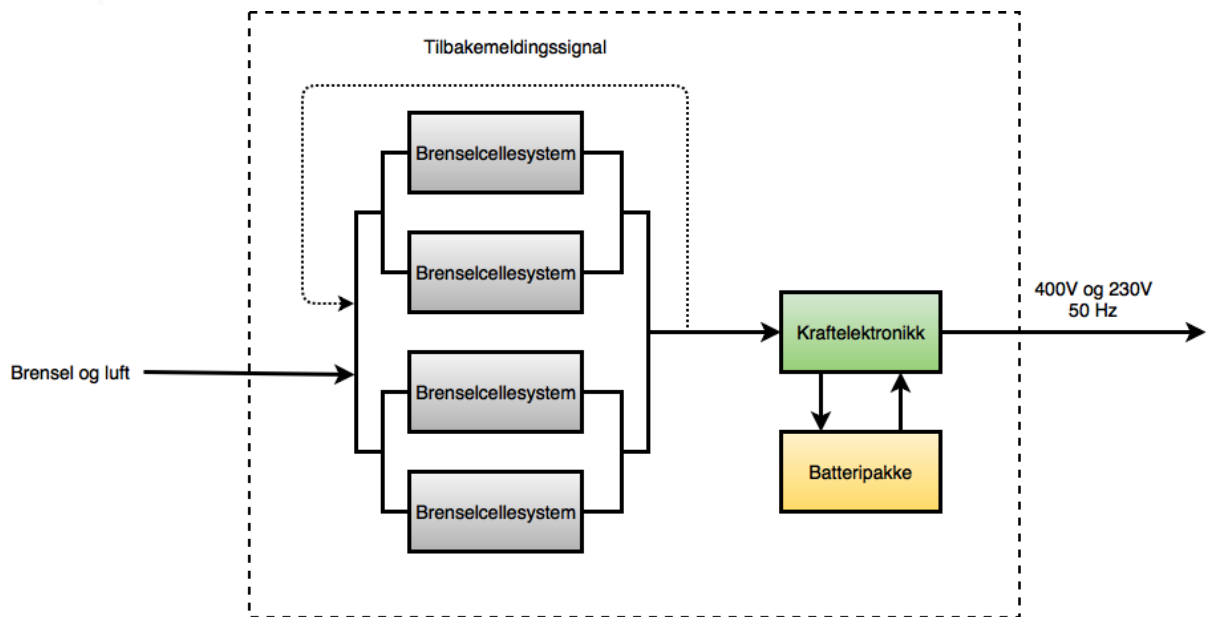 Tilbakemeldingssignal
Brenselcellesystem
Brenselcellesystem
Brensel og luft
Brenselcellesystem
Brenselcellesystem
Kraftelektronikk
Batteripakke
400V og 230V
50 Hz